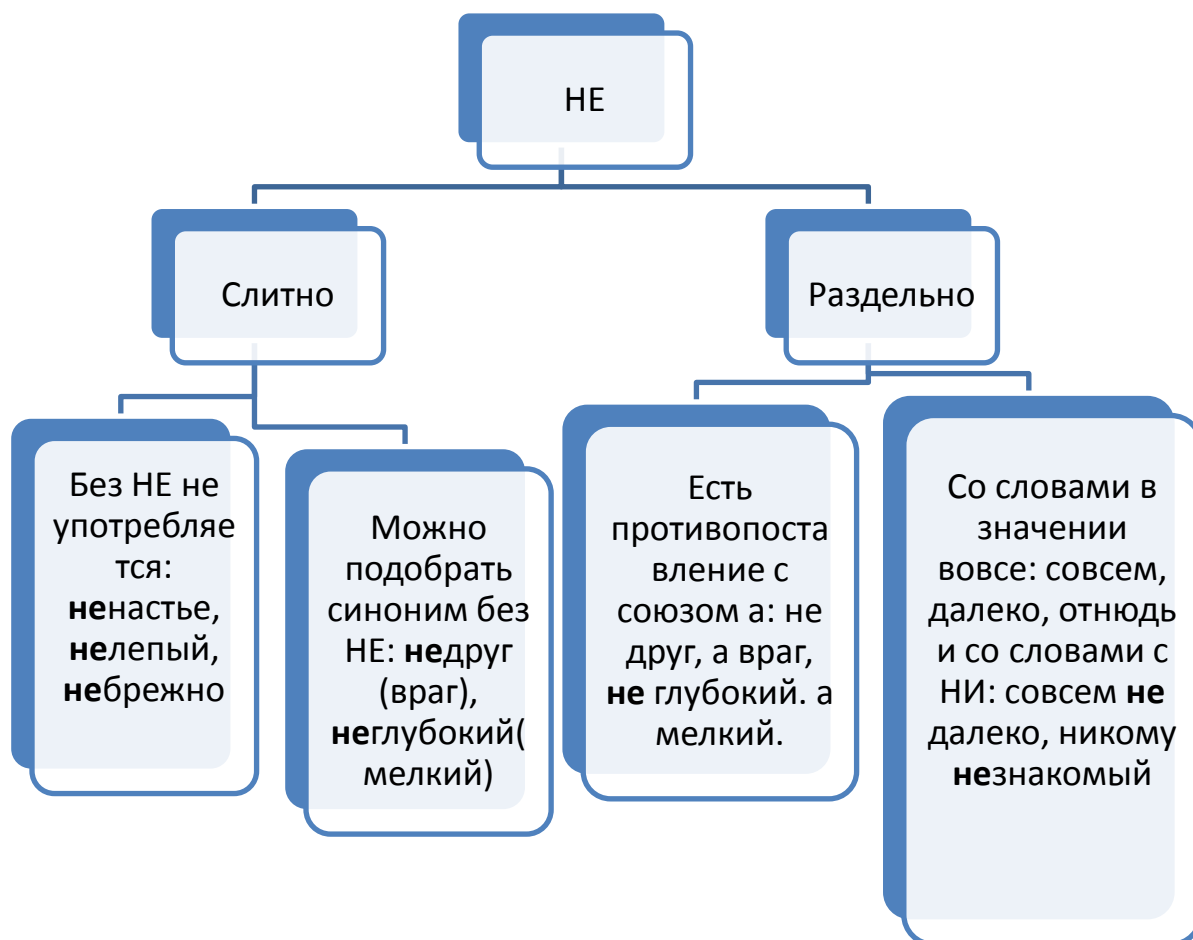 НЕ
Слитно
Раздельно
Без НЕ не
употребляе
тся:
ненастье,
нелепый,
небрежно
Можно
подобрать
синоним без
НЕ: недруг
(враг),
неглубокий(
мелкий)
Есть
противопоста
вление с
союзом а: не
друг, а враг,
не глубокий. а
мелкий.
Со словами в
значении
вовсе: совсем,
далеко, отнюдь
и со словами с
НИ: совсем не
далеко, никому
незнакомый